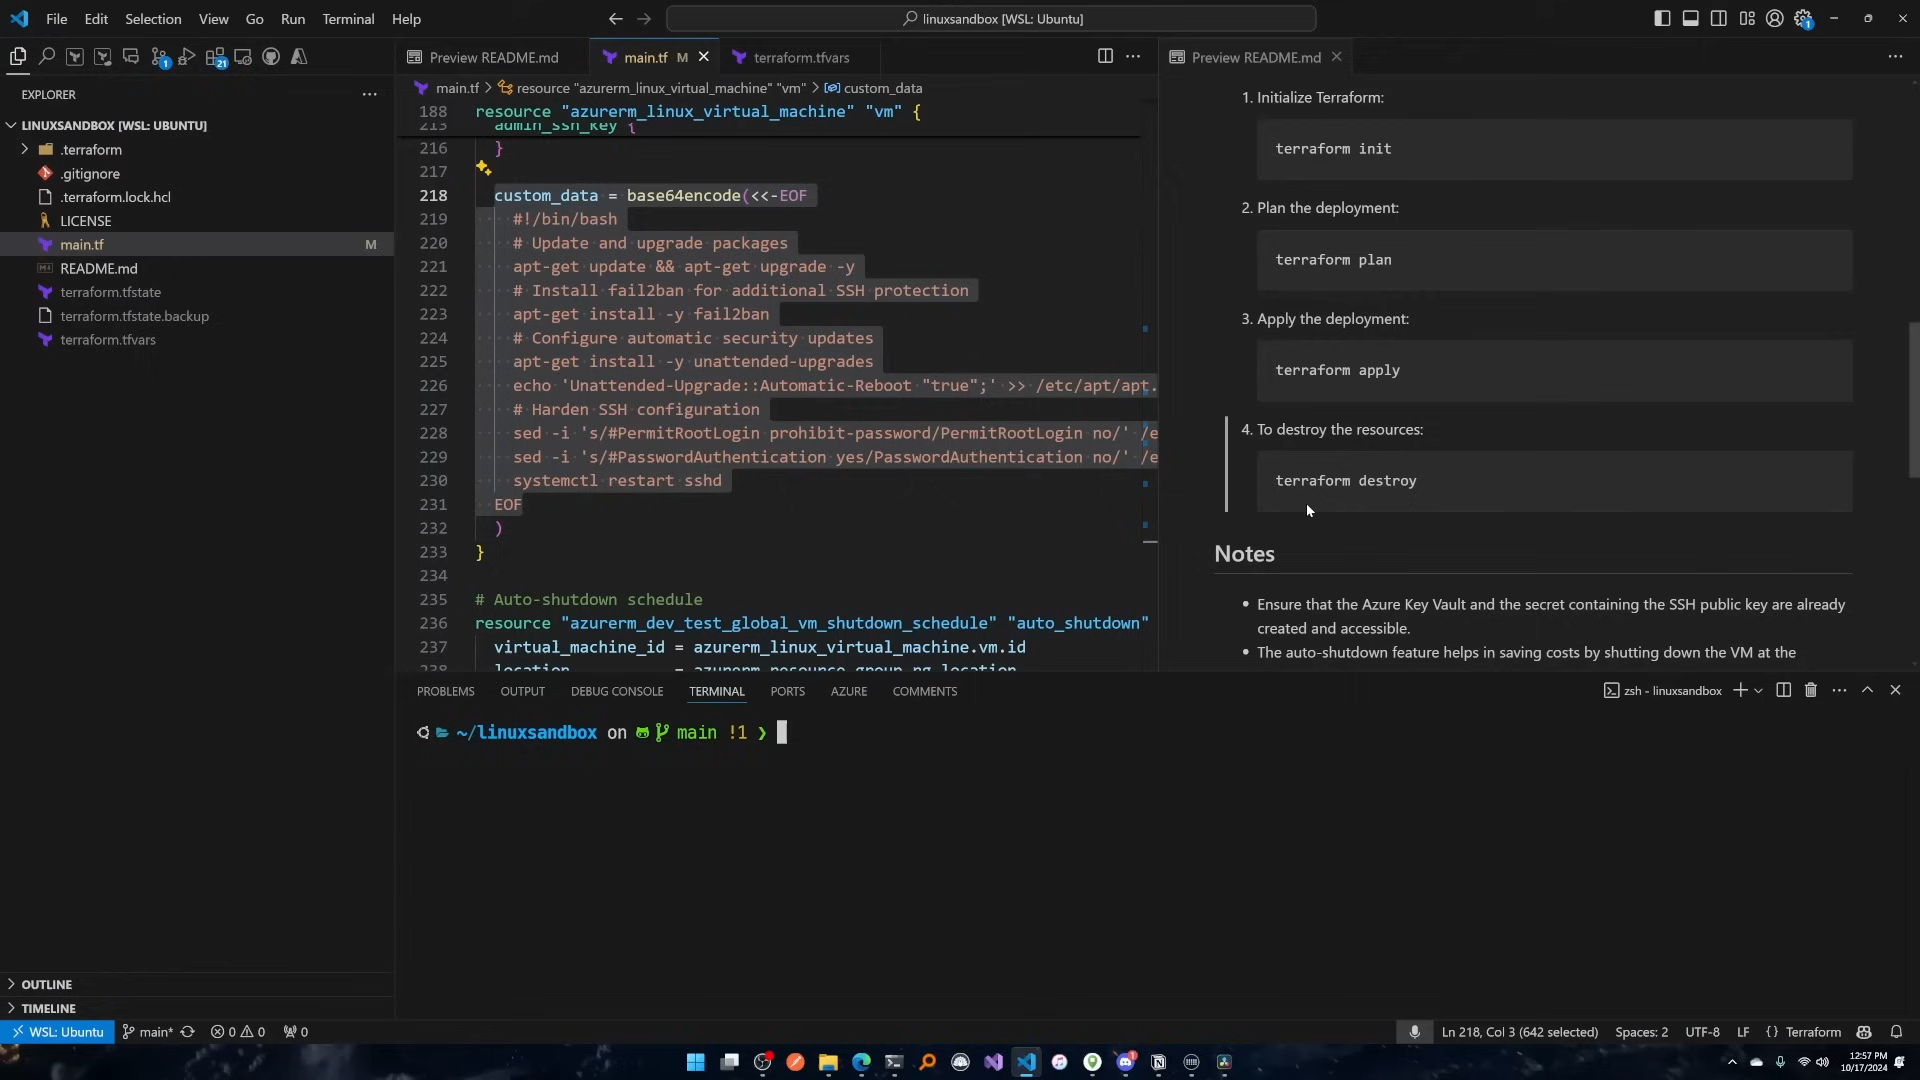 File Edit Selection View Go Run Terminal Help
linuxsandbox [WSL: Ubuntu]
EXPLORER
LINUXSANDBOX [WSL: UBUNTU]
.terraform
.gitignore
.terraform.lock.hcl
LICENSE
main.tf M
README.md
terraform.tfstate
terraform.tfstate.backup
terraform.tfvars
OUTLINE
TIMELINE
Preview README.md
main.tf M
terraform.tfvars
main.tf > resource "azurerm_linux_virtual_machine" "vm" > custom_data
188 resource "azurerm_linux_virtual_machine" "vm" {
213 admin_ssh_key {
216 }
217
218 custom_data = base64encode(<<-EOF
219 #!/bin/bash
220 # Update and upgrade packages
221 apt-get update && apt-get upgrade -y
222 # Install fail2ban for additional SSH protection
223 apt-get install -y fail2ban
224 # Configure automatic security updates
225 apt-get install -y unattended-upgrades
226 echo 'Unattended-Upgrade::Automatic-Reboot "true";' >> /etc/apt/apt.
227 # Harden SSH configuration
228 sed -i 's/#PermitRootLogin prohibit-password/PermitRootLogin no/' /e
229 sed -i 's/#PasswordAuthentication yes/PasswordAuthentication no/' /e
230 systemctl restart sshd
231 EOF
232 )
233 }
234
235 # Auto-shutdown schedule
236 resource "azurerm_dev_test_global_vm_shutdown_schedule" "auto_shutdown"
237 virtual_machine_id = azurerm_linux_virtual_machine.vm.id
238 location = azurerm_resource_group.rg.location
Preview README.md
1. Initialize Terraform:
terraform init
2. Plan the deployment:
terraform plan
3. Apply the deployment:
terraform apply
4. To destroy the resources:
terraform destroy
Notes
• Ensure that the Azure Key Vault and the secret containing the SSH public key are already
created and accessible.
• The auto-shutdown feature helps in saving costs by shutting down the VM at the
PROBLEMS OUTPUT DEBUG CONSOLE TERMINAL PORTS AZURE COMMENTS
zsh - linuxsandbox
~/linuxsandbox on main !1 ❯
WSL: Ubuntu main* 0 0 0
Ln 218, Col 3 (642 selected) Spaces: 2 UTF-8 LF {} Terraform
12:57 PM
10/17/2024